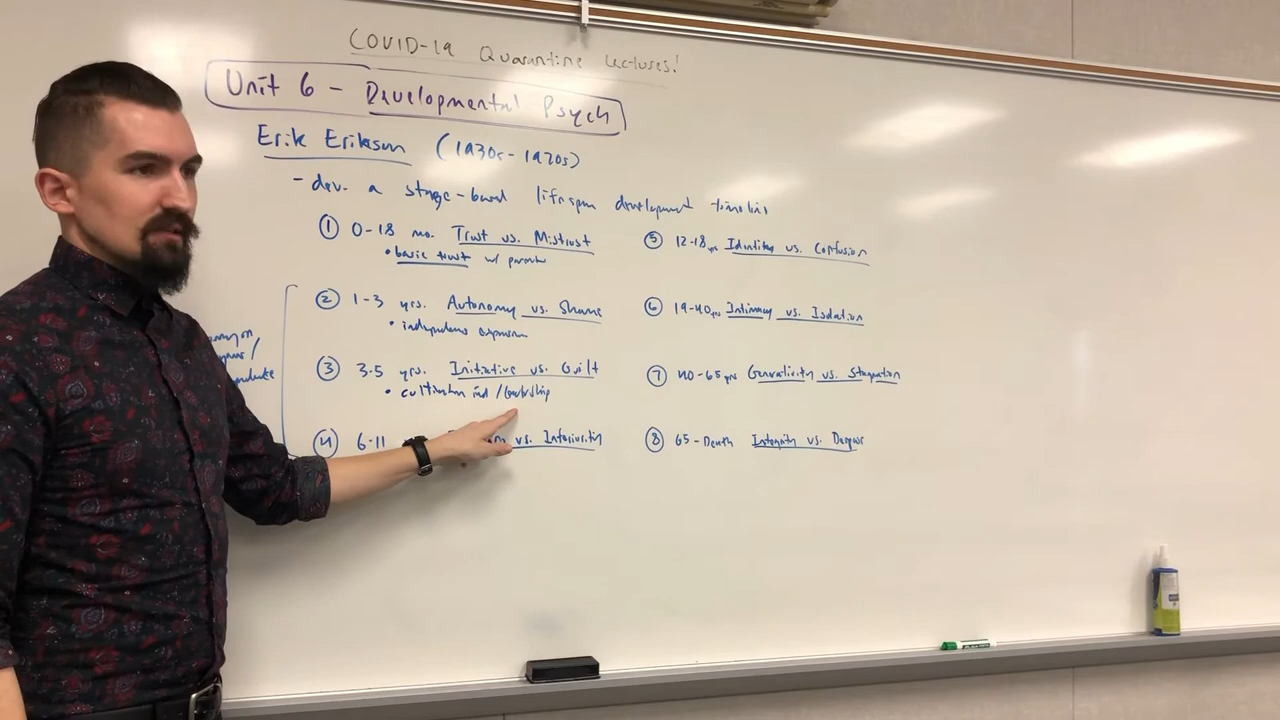 COVID-19 Quarantine Lectures!
Unit 6 - Developmental Psych
Erik Erikson (1930s-1970s)
- dev. a stage-based lifespan development timeline
① 0-18 mo. Trust vs. Mistrust
• basic trust w/ parents
② 1-3 yrs. Autonomy vs. Shame
• independence
③ 3-5 yrs. Initiative vs. Guilt
• ind/leadership
④ 6-11 vs. Inferiority
⑤ 12-18 yrs Identity vs. Confusion
⑥ 19-40 yrs Intimacy vs. Isolation
⑦ 40-65 yrs Generativity vs. Stagnation
⑧ 65-Death Integrity vs. Despair